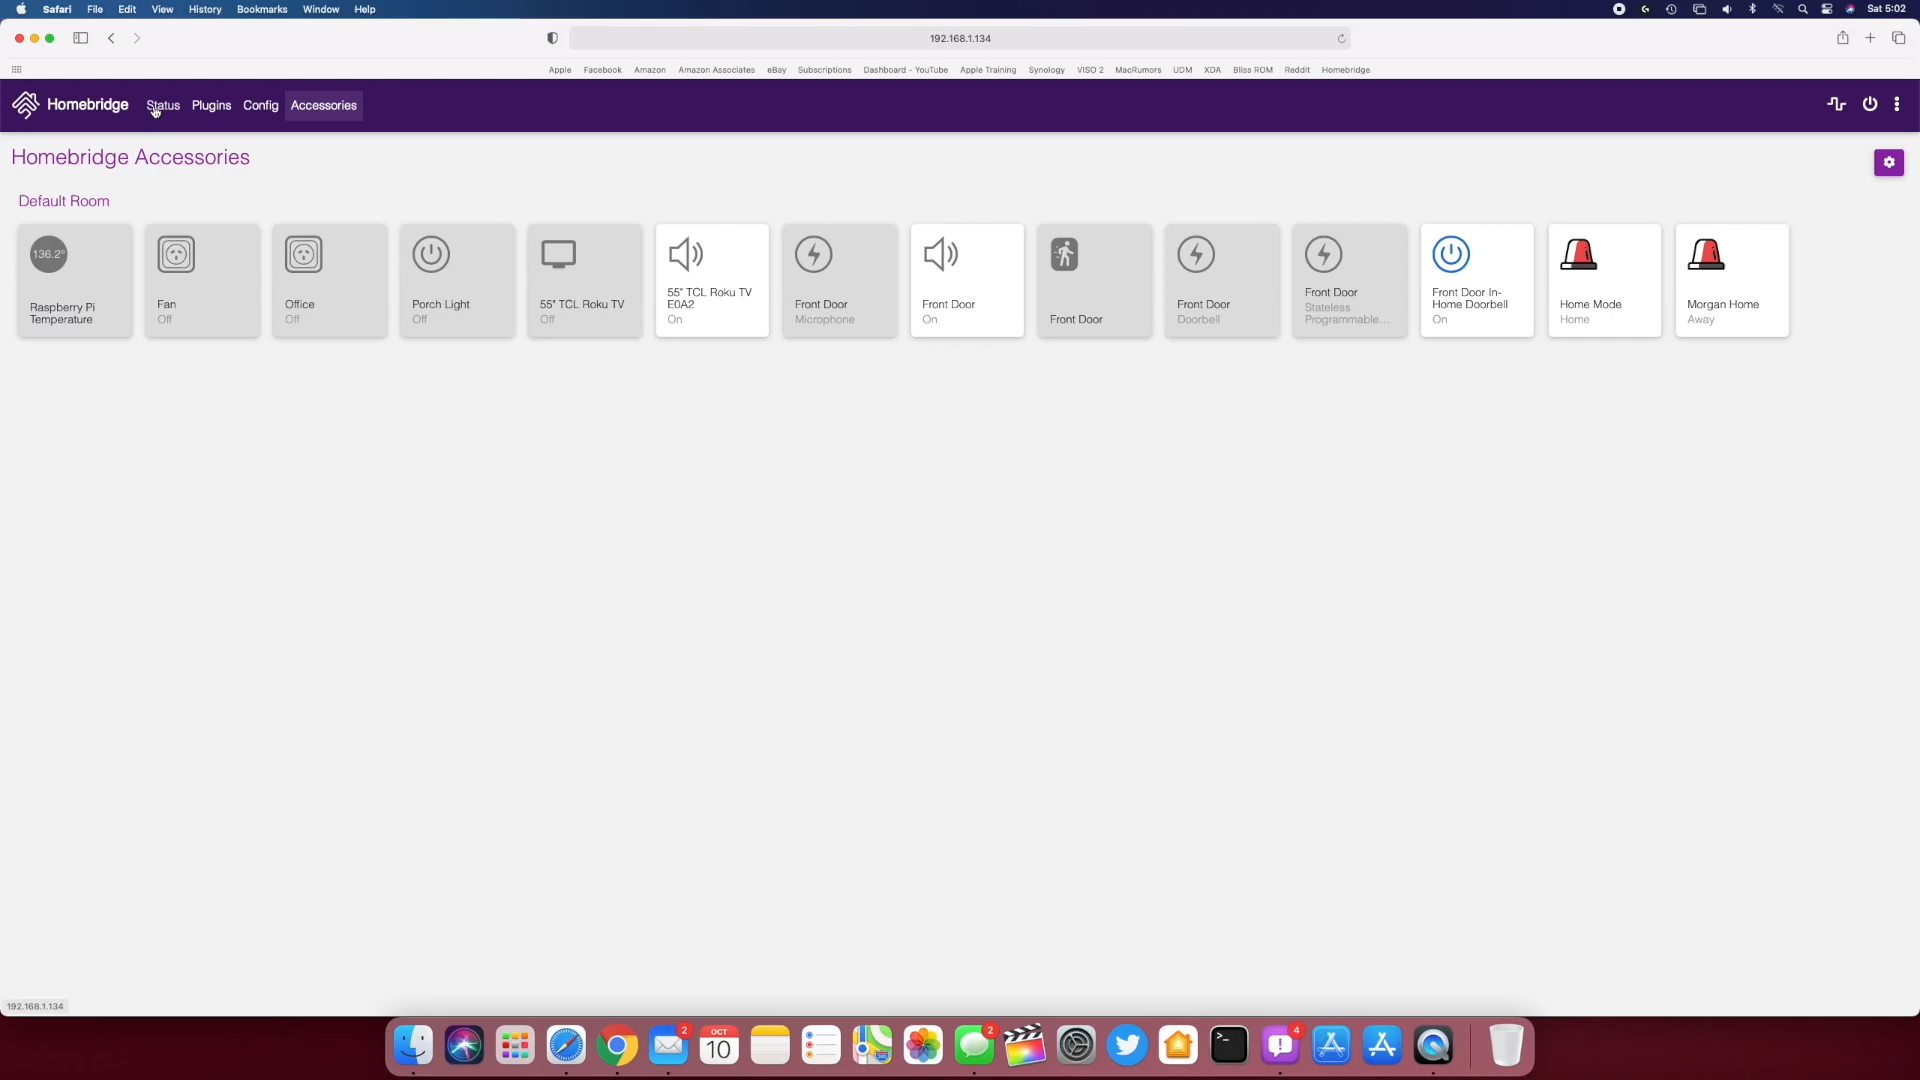 Safari File Edit View History Bookmarks Window Help Sat 5:02
192.168.1.134
Apple Facebook Amazon Amazon Associates eBay Subscriptions Dashboard - YouTube Apple Training Synology VISO 2 MacRumors UDM XDA Bliss ROM Reddit Homebridge
Homebridge Status Plugins Config Accessories
Homebridge Accessories
Default Room
136.2°
Raspberry Pi
Temperature
Fan
Off
Office
Off
Porch Light
Off
55" TCL Roku TV
Off
55" TCL Roku TV
E0A2
On
Front Door
Microphone
Front Door
On
Front Door
Front Door
Doorbell
Front Door
Stateless
Programmable...
Front Door In-
Home Doorbell
On
Home Mode
Home
Morgan Home
Away
192.168.1.134
2
OCT
10
2
4